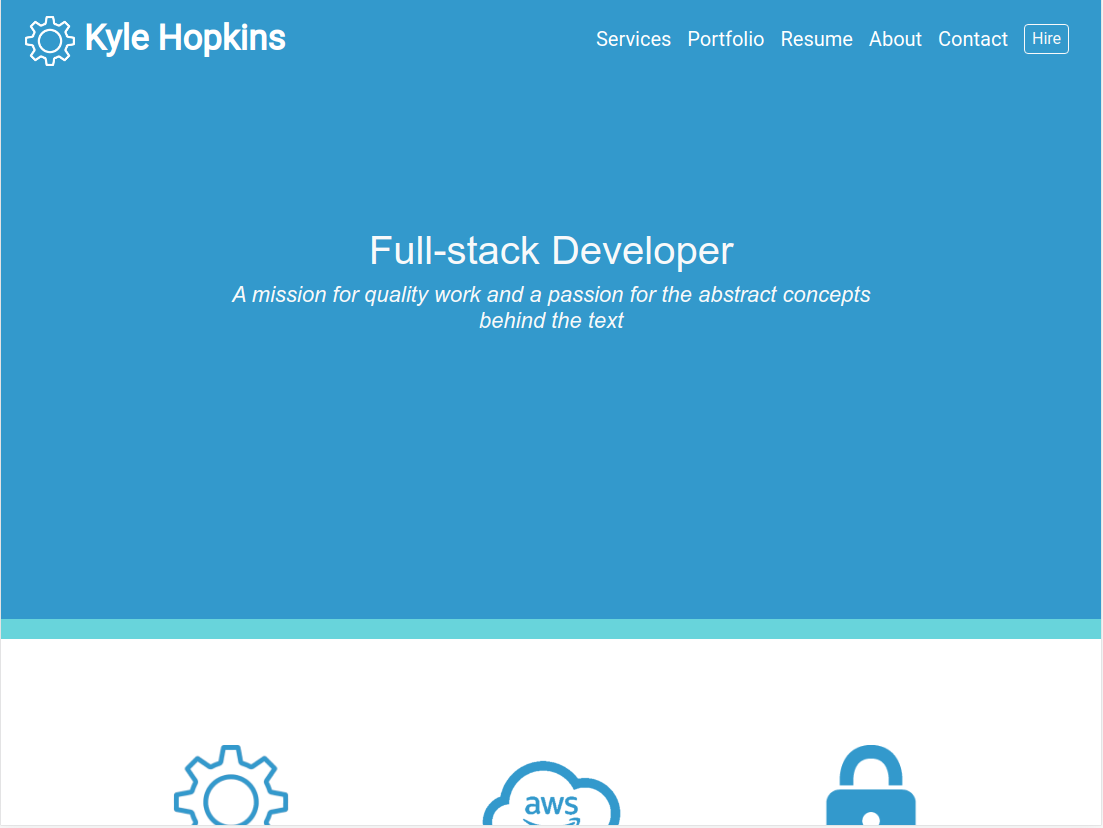 Kyle Hopkins
Services Portfolio Resume About Contact Hire
Full-stack Developer
A mission for quality work and a passion for the abstract concepts
behind the text
aws